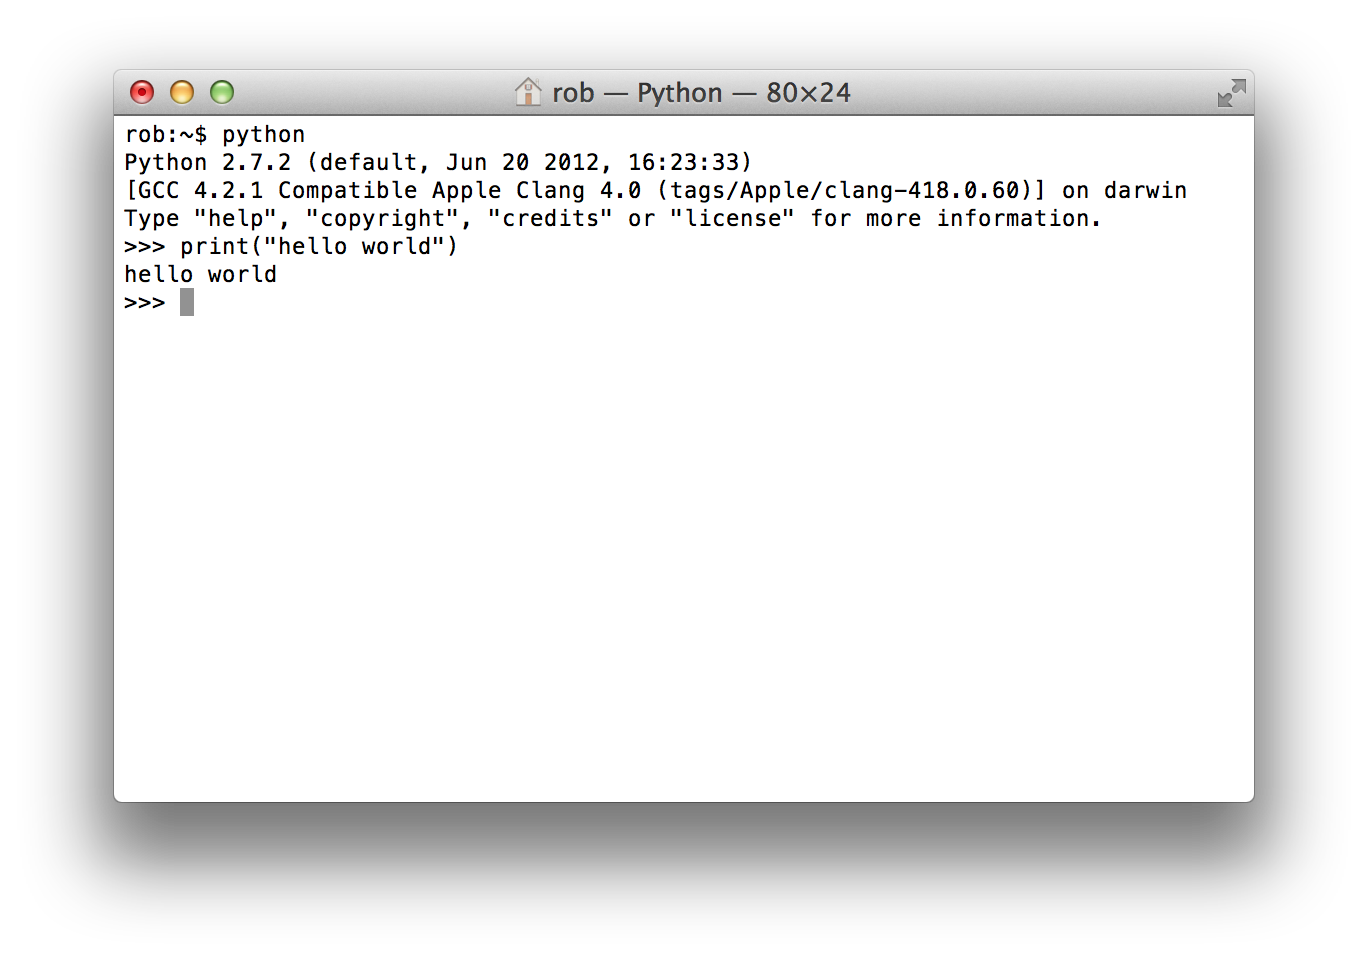 rob — Python — 80×24
rob:~$ python
Python 2.7.2 (default, Jun 20 2012, 16:23:33)
[GCC 4.2.1 Compatible Apple Clang 4.0 (tags/Apple/clang-418.0.60)] on darwin
Type "help", "copyright", "credits" or "license" for more information.
>>> print("hello world")
hello world
>>>